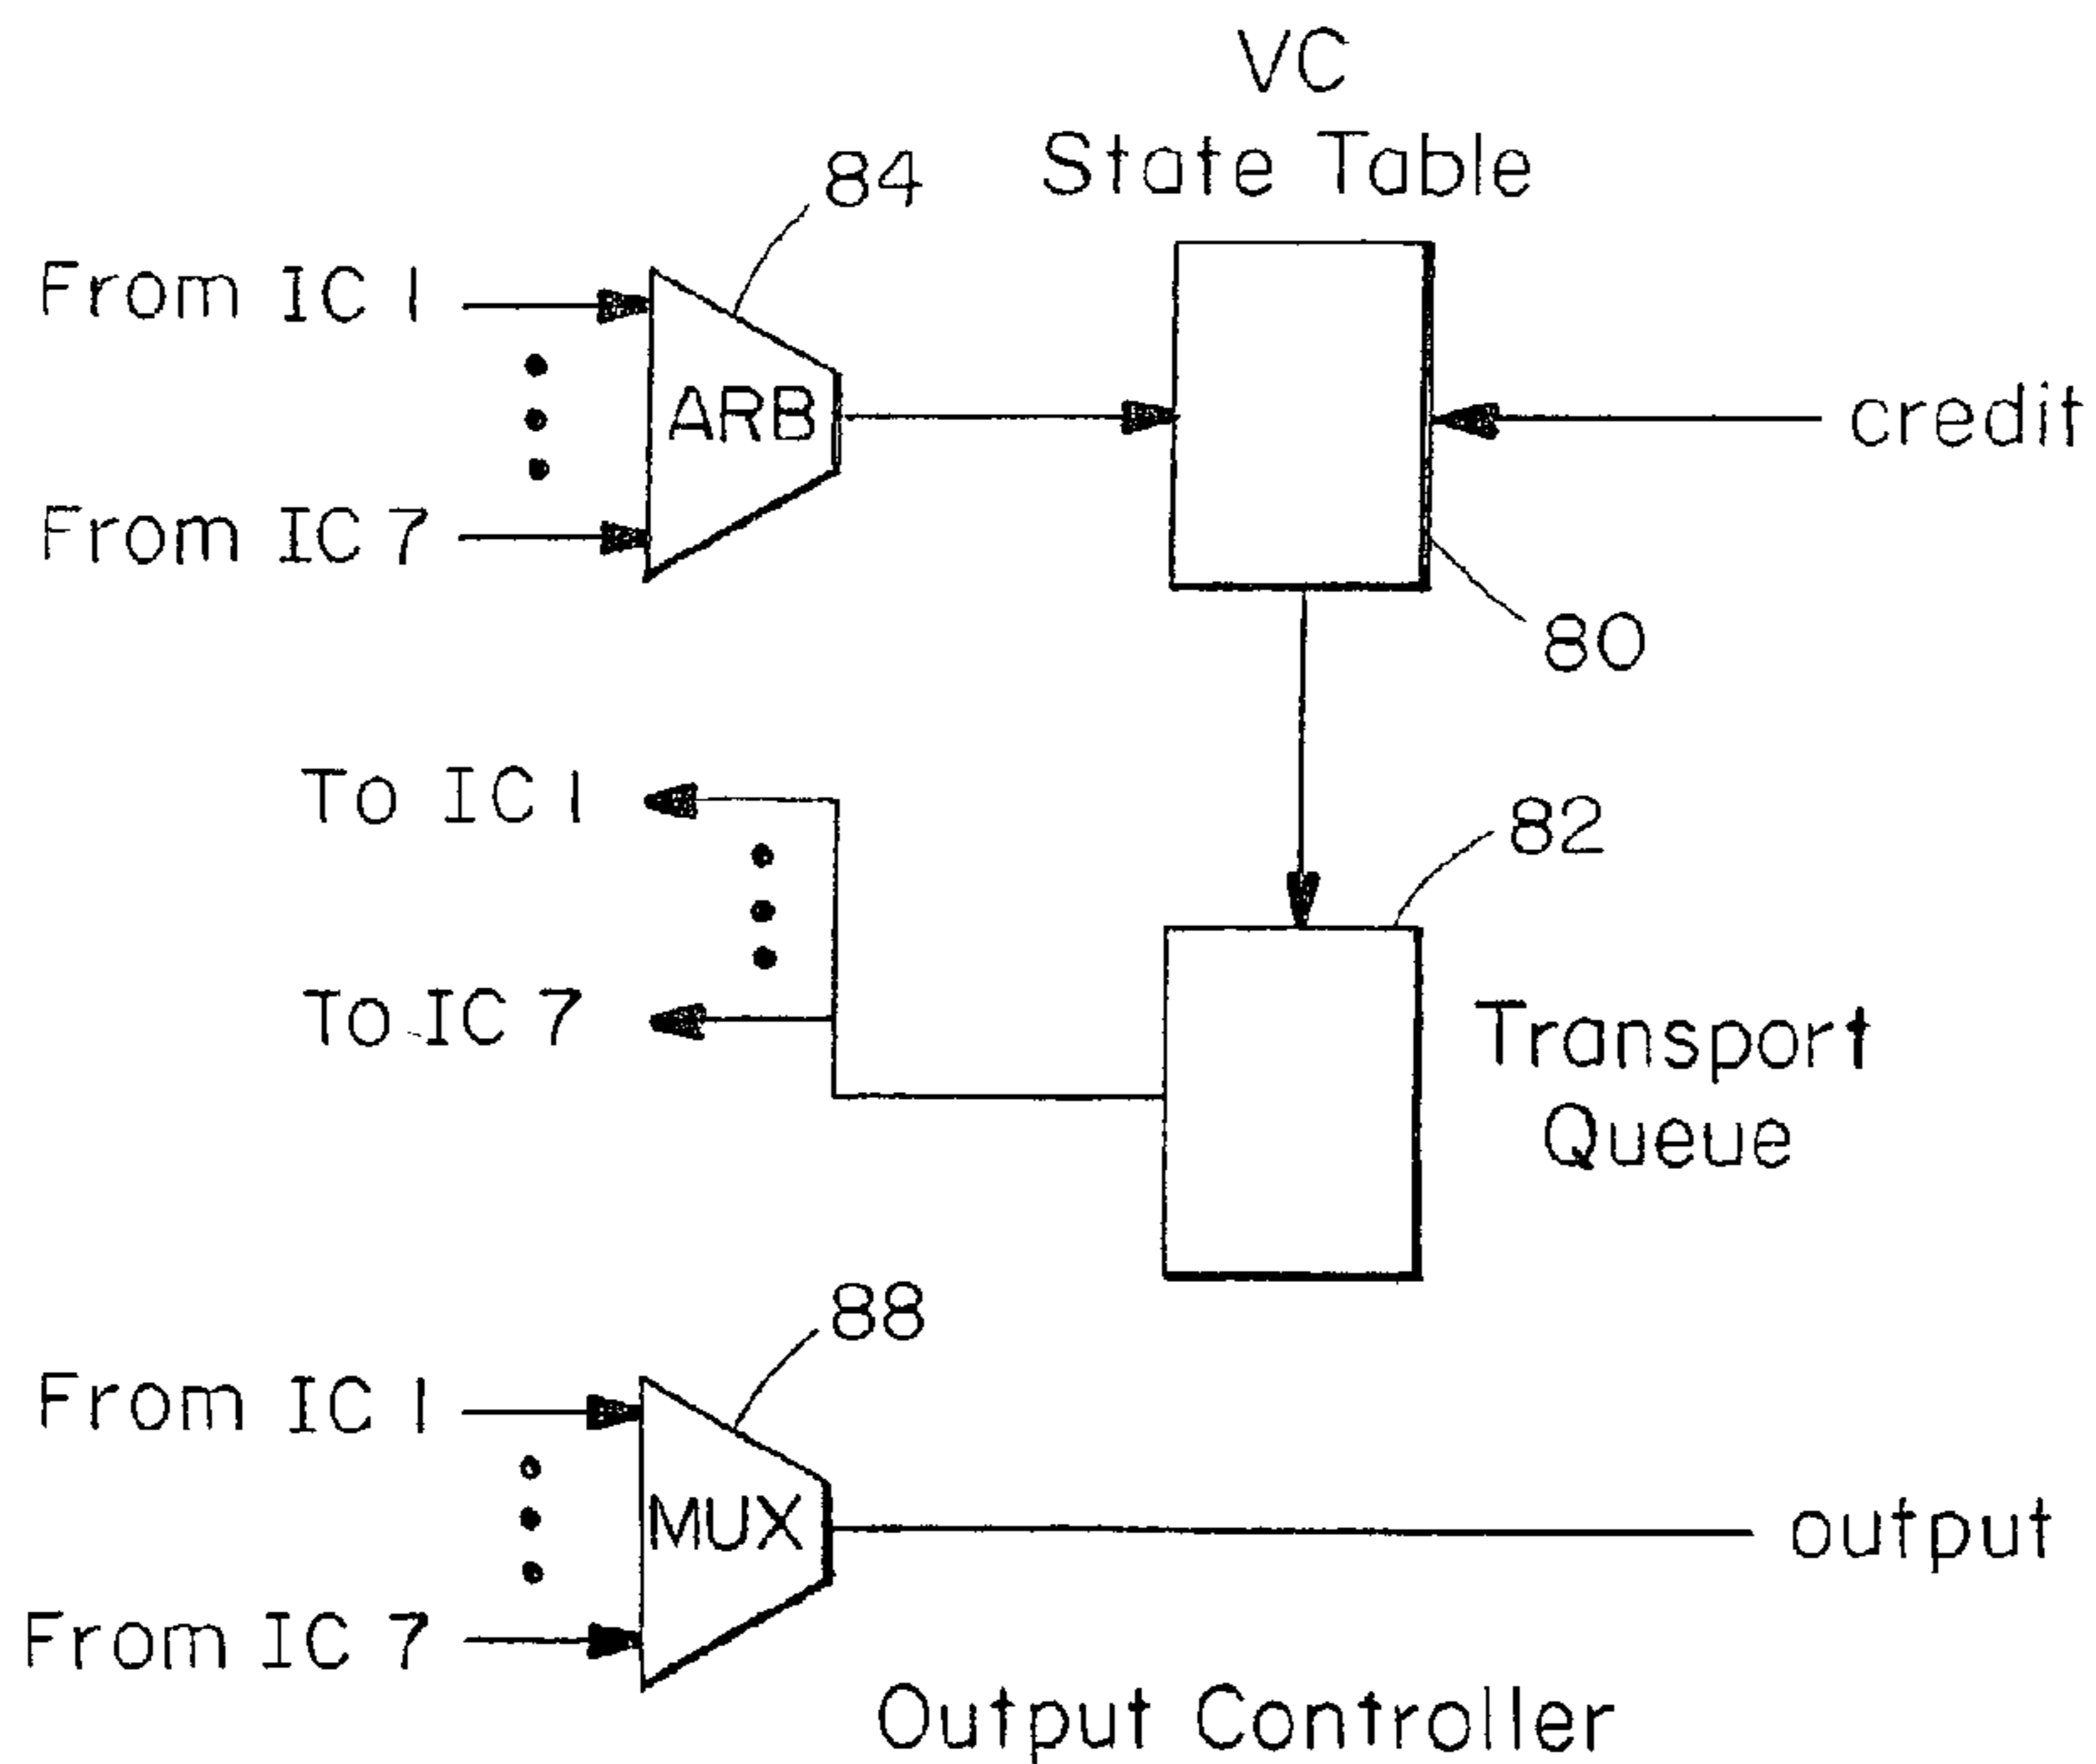 VC
State Table
84
From IC 1
ARB
credit
From IC 7
80
To IC 1
82
To IC 7
Transport
Queue
88
From IC 1
MUX
output
From IC 7
Output Controller